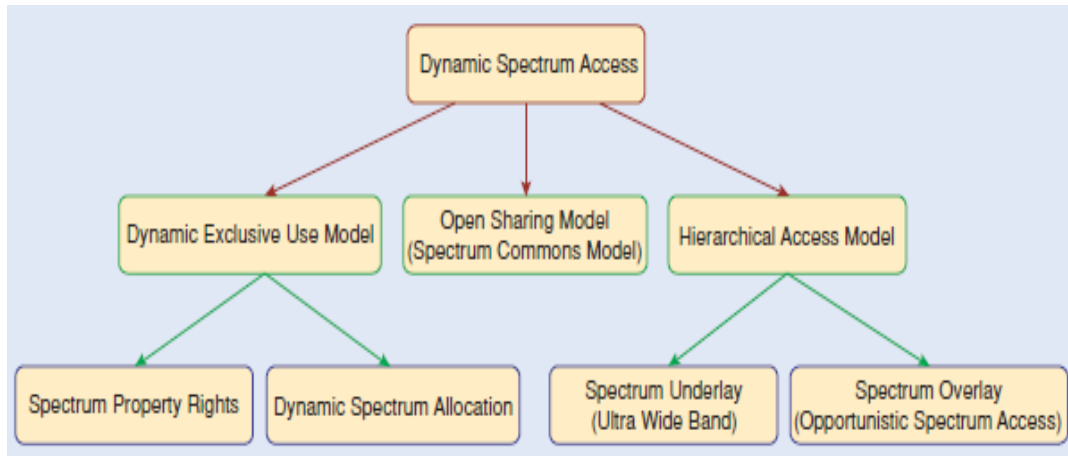 Dynamic Spectrum Access
Dynamic Exclusive Use Model
Open Sharing Model
(Spectrum Commons Model)
Hierarchical Access Model
Spectrum Property Rights
Dynamic Spectrum Allocation
Spectrum Underlay
(Ultra Wide Band)
Spectrum Overlay
(Opportunistic Spectrum Access)